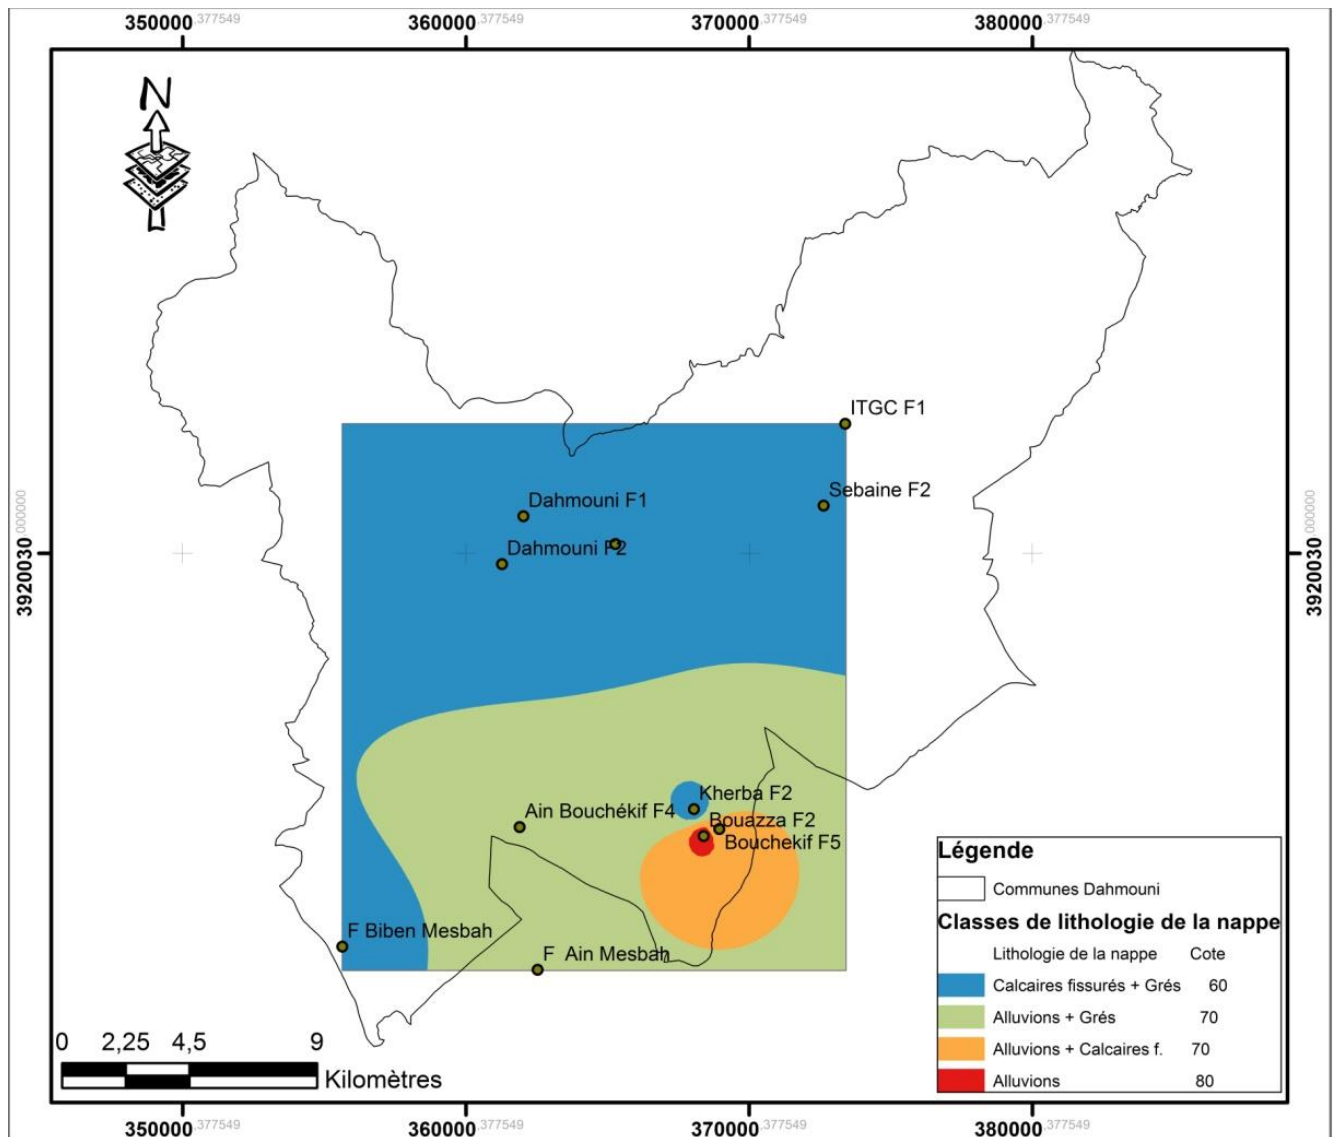 350000.377549 360000.377549 370000.377549 380000.377549
N
ITGC F1
Sebaine F2
Dahmouni F1
Dahmouni F2
3920030.000000
3920030.000000
Kherba F2
Ain Bouchékif F4
Bouazza F2
Bouchekif F5
F Biben Mesbah
F Ain Mesbah
Légende
Communes Dahmouni
Classes de lithologie de la nappe
Lithologie de la nappe Cote
Calcaires fissurés + Grés 60
Alluvions + Grés 70
Alluvions + Calcaires f. 70
Alluvions 80
0 2,25 4,5 9
Kilomètres
350000.377549 360000.377549 370000.377549 380000.377549